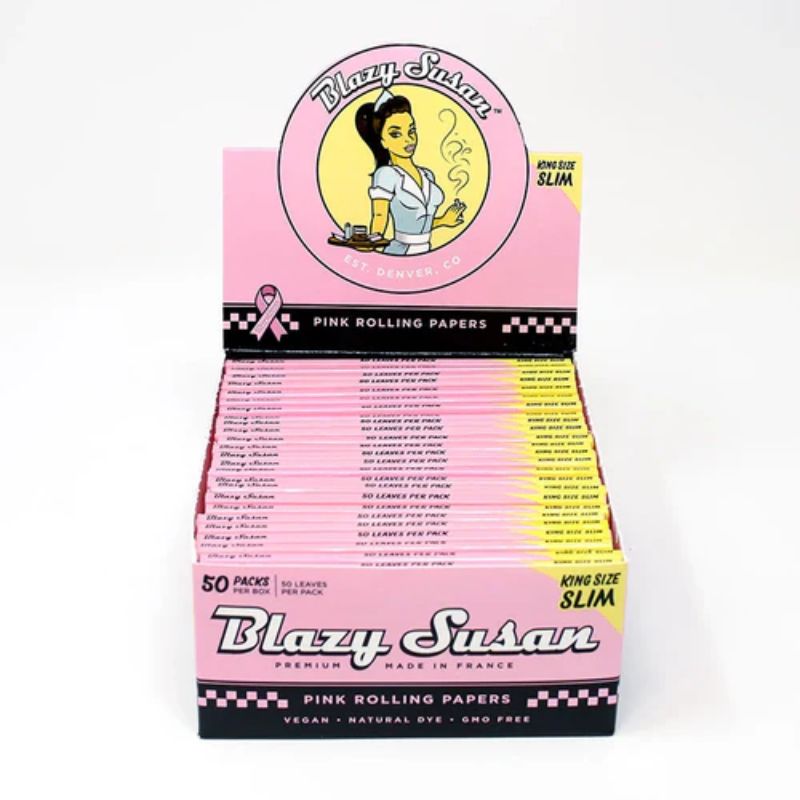 Blazy Susan™
KING SIZE
SLIM
EST. DENVER, CO
PINK ROLLING PAPERS
Blazy Susan 50 LEAVES PER PACK KING SIZE SLIM
50 PACKS PER BOX
50 LEAVES PER PACK
KING SIZE
SLIM
Blazy Susan
PREMIUM MADE IN FRANCE
PINK ROLLING PAPERS
VEGAN • NATURAL DYE • GMO FREE